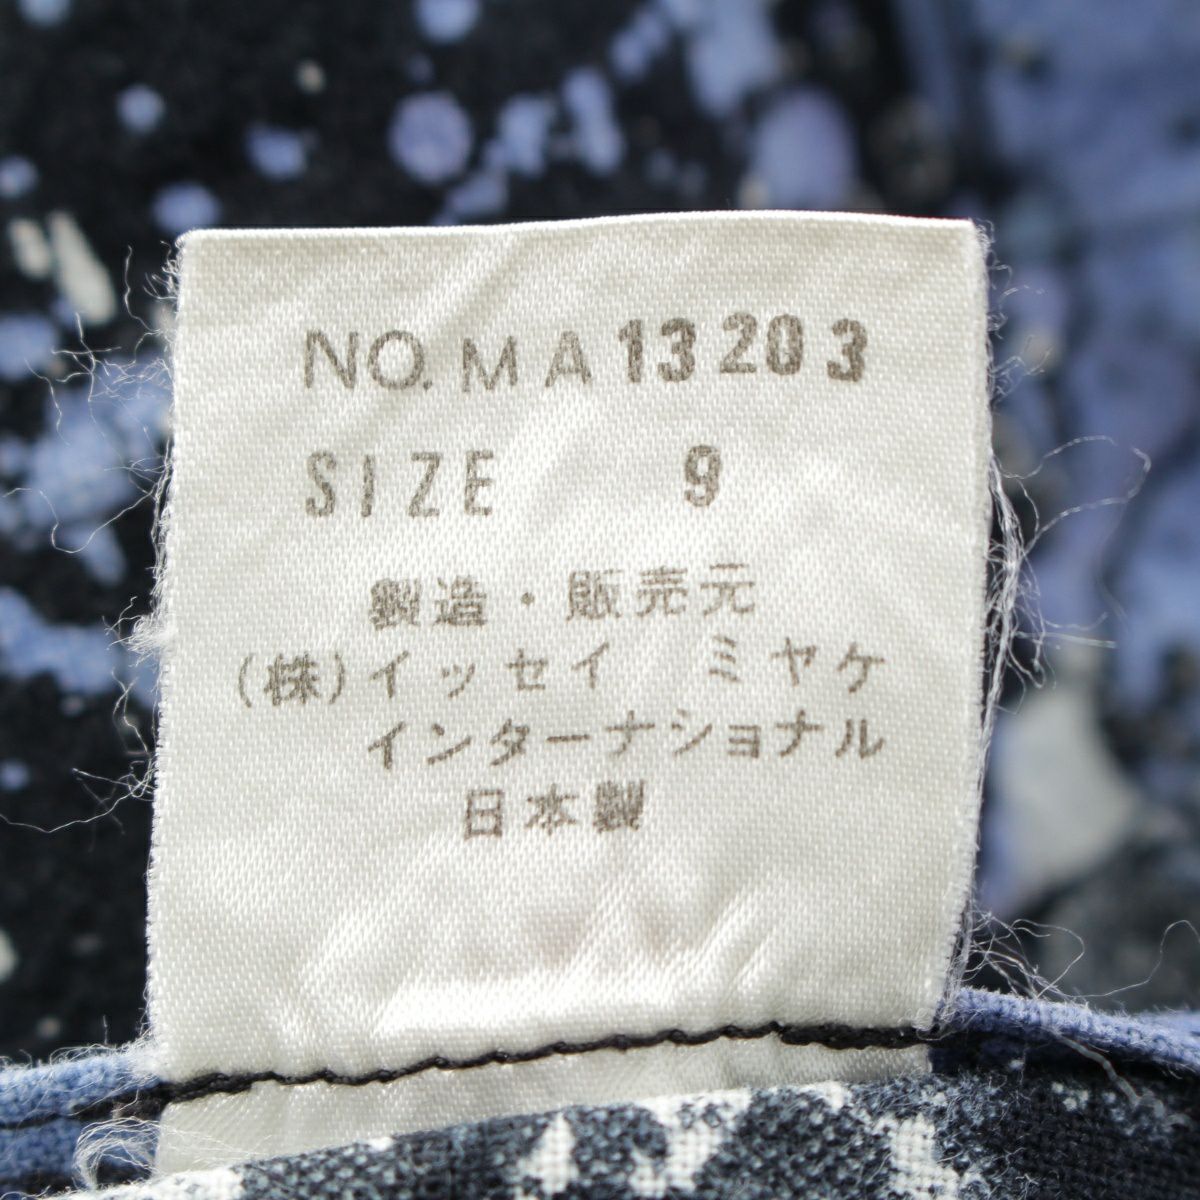 NO. MA13203
SIZE 9
製造・販売元
(株)イッセイ ミヤケ
インターナショナル
日本製